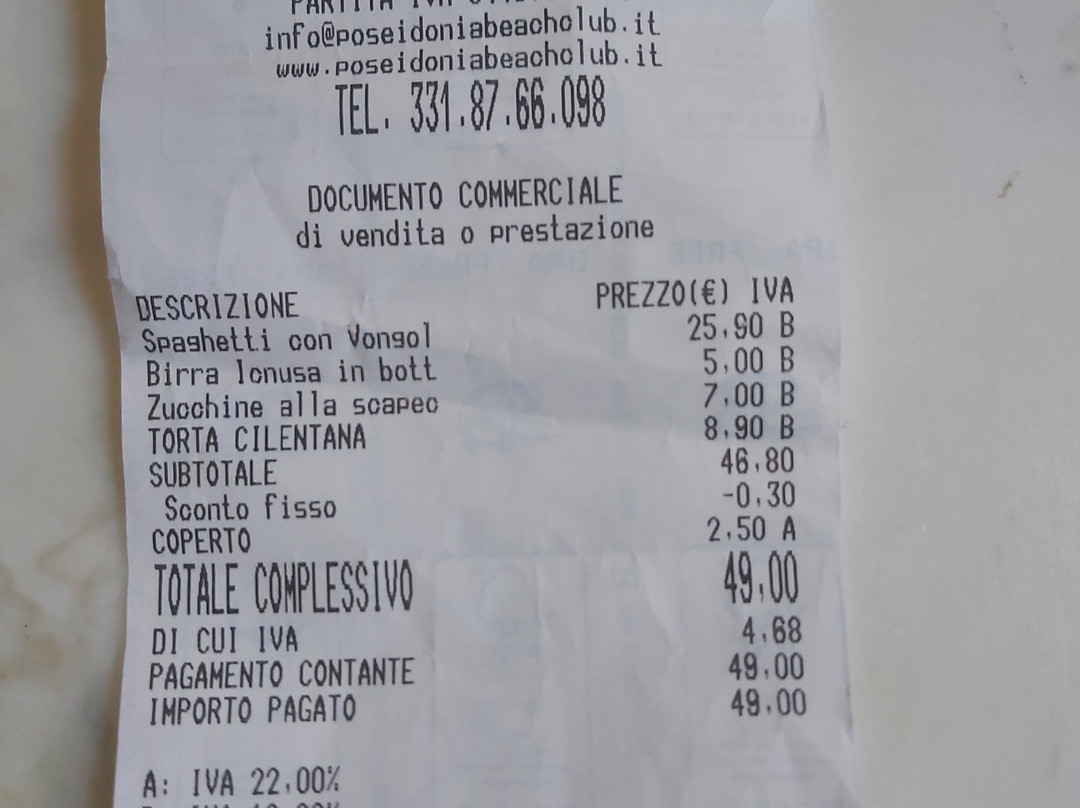 PARTITA IVA
info@poseidoniabeachclub.it
www.poseidoniabeachclub.it
TEL. 331.87.66.098
DOCUMENTO COMMERCIALE
di vendita o prestazione
DESCRIZIONE PREZZO(€) IVA
Spaghetti con Vongol 25,90 B
Birra Icnusa in bott 5,00 B
Zucchine alla scapec 7,00 B
TORTA CILENTANA 8,90 B
SUBTOTALE 46,80
Sconto fisso -0,30
COPERTO 2,50 A
TOTALE COMPLESSIVO 49,00
DI CUI IVA 4,68
PAGAMENTO CONTANTE 49,00
IMPORTO PAGATO 49,00
A: IVA 22,00%